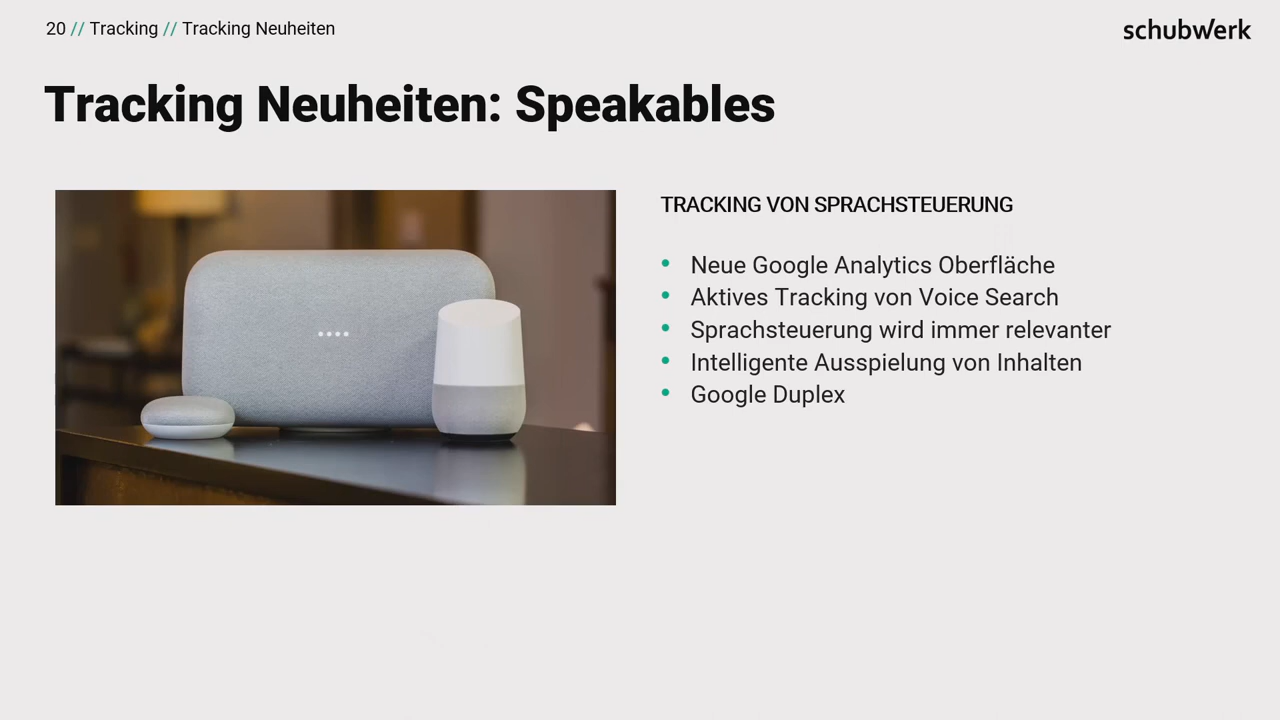 20 // Tracking // Tracking Neuheiten
schubwerk
Tracking Neuheiten: Speakables
TRACKING VON SPRACHSTEUERUNG
• Neue Google Analytics Oberfläche
• Aktives Tracking von Voice Search
• Sprachsteuerung wird immer relevanter
• Intelligente Ausspielung von Inhalten
• Google Duplex